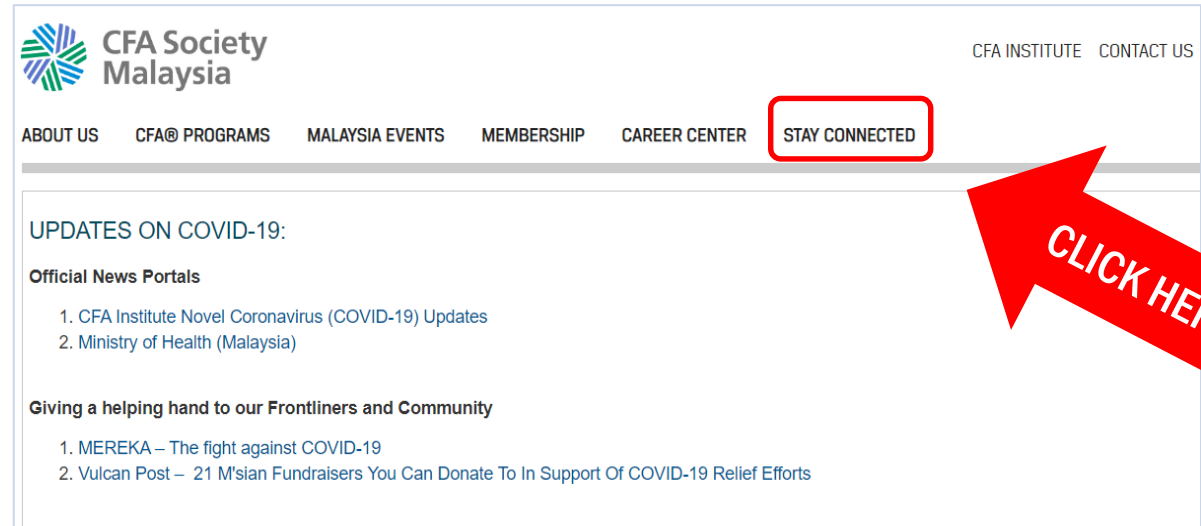 CFA Society
Malaysia
CFA INSTITUTE CONTACT US
ABOUT US CFA® PROGRAMS MALAYSIA EVENTS MEMBERSHIP CAREER CENTER STAY CONNECTED
UPDATES ON COVID-19:
Official News Portals
1. CFA Institute Novel Coronavirus (COVID-19) Updates
2. Ministry of Health (Malaysia)
Giving a helping hand to our Frontliners and Community
1. MEREKA – The fight against COVID-19
2. Vulcan Post – 21 M'sian Fundraisers You Can Donate To In Support Of COVID-19 Relief Efforts
CLICK